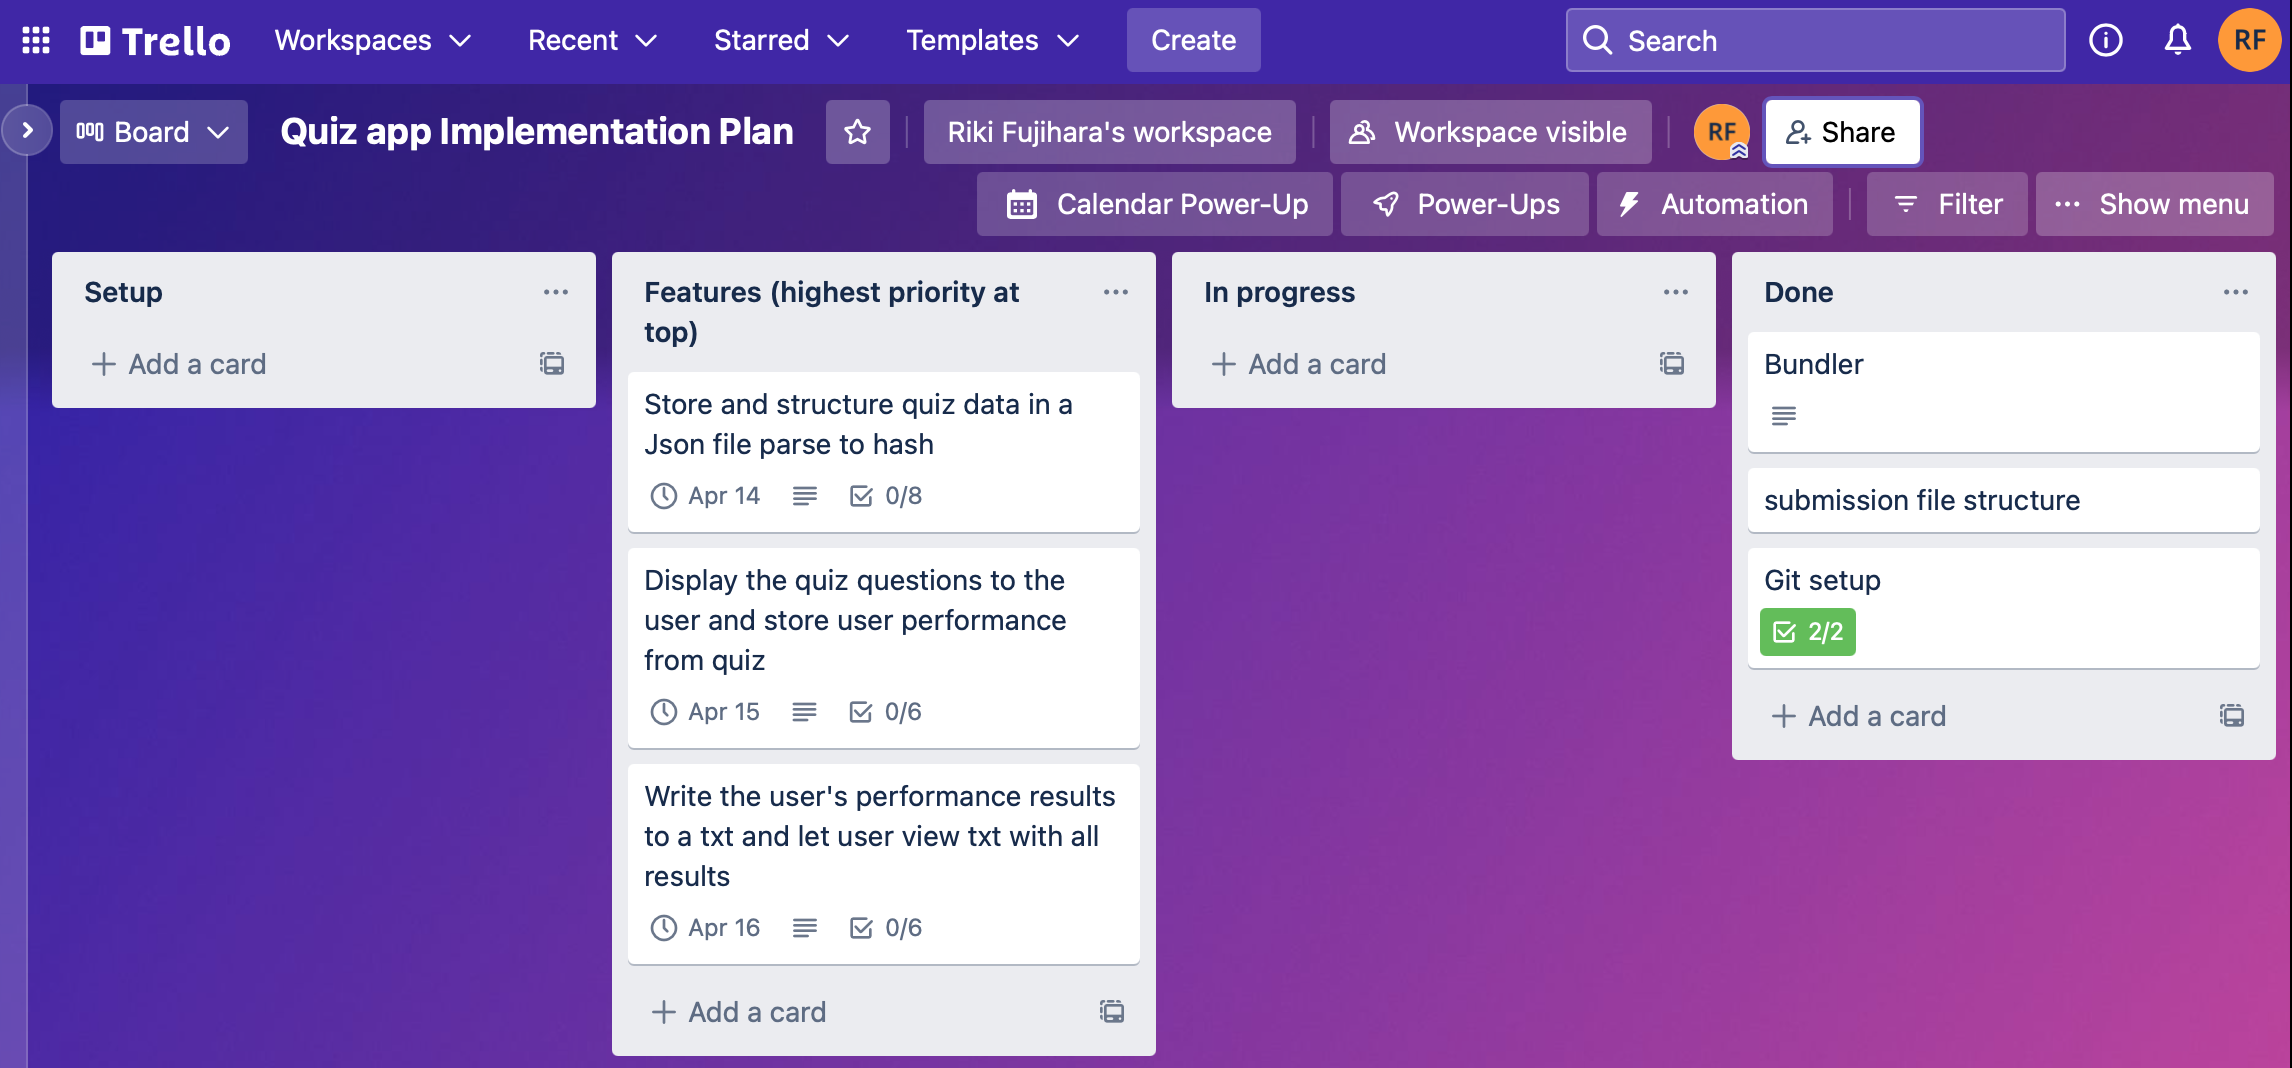 Trello
Workspaces
Recent
Starred
Templates
Create
Search
RF
Board
Quiz app Implementation Plan
Riki Fujihara's workspace
Workspace visible
RF
Share
Calendar Power-Up
Power-Ups
Automation
Filter
Show menu
Setup
Add a card
Features (highest priority at
top)
Store and structure quiz data in a
Json file parse to hash
Apr 14
0/8
Display the quiz questions to the
user and store user performance
from quiz
Apr 15
0/6
Write the user's performance results
to a txt and let user view txt with all
results
Apr 16
0/6
Add a card
In progress
Add a card
Done
Bundler
submission file structure
Git setup
2/2
Add a card